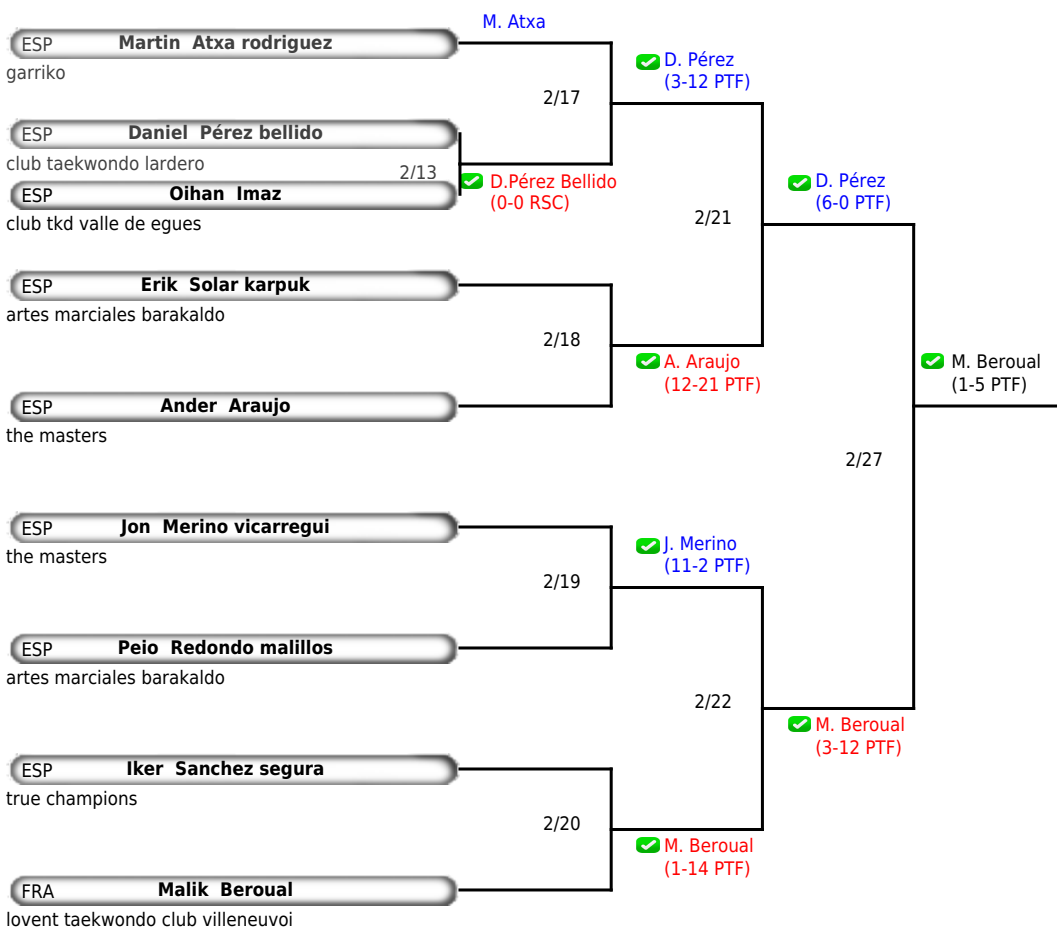 M. Atxa
ESP Martin Atxa rodriguez
garriko
D. Pérez
(3-12 PTF)
2/17
ESP Daniel Pérez bellido
club taekwondo lardero
2/13
D.Pérez Bellido
(0-0 RSC)
ESP Oihan Imaz
club tkd valle de egues
D. Pérez
(6-0 PTF)
2/21
ESP Erik Solar karpuk
artes marciales barakaldo
2/18
A. Araujo
(12-21 PTF)
M. Beroual
(1-5 PTF)
ESP Ander Araujo
the masters
2/27
ESP Jon Merino vicarregui
the masters
J. Merino
(11-2 PTF)
2/19
ESP Peio Redondo malillos
artes marciales barakaldo
2/22
M. Beroual
(3-12 PTF)
ESP Iker Sanchez segura
true champions
2/20
M. Beroual
(1-14 PTF)
FRA Malik Beroual
lovent taekwondo club villeneuvoi